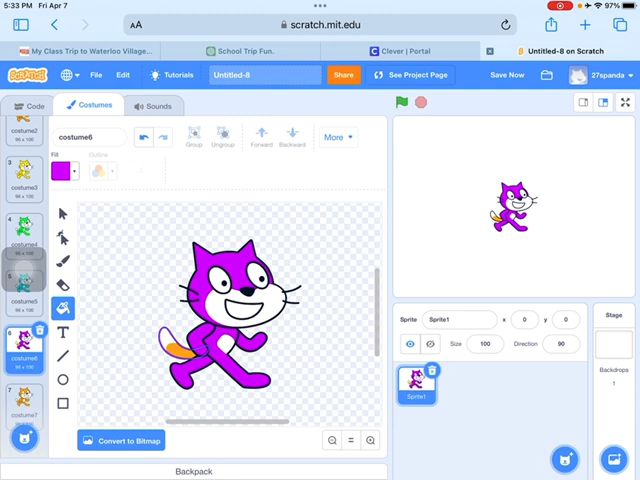 5:33 PM Fri Apr 7
97%
AA
scratch.mit.edu
My Class Trip to Waterloo Village...
School Trip Fun.
Clever | Portal
Untitled-8 on Scratch
SCRATCH
File
Edit
Tutorials
Untitled-8
Share
See Project Page
Save Now
27spanda
Code
Costumes
Sounds
costume2
96 x 100
3
costume3
96 x 100
4
costume4
96 x 100
5
costume5
96 x 100
6
costume6
96 x 100
7
costume7
costume6
Group
Ungroup
Forward
Backward
More
Fill
Outline
T
Convert to Bitmap
Backpack
Sprite
Sprite1
x
0
y
0
Size
100
Direction
90
Sprite1
Stage
Backdrops
1